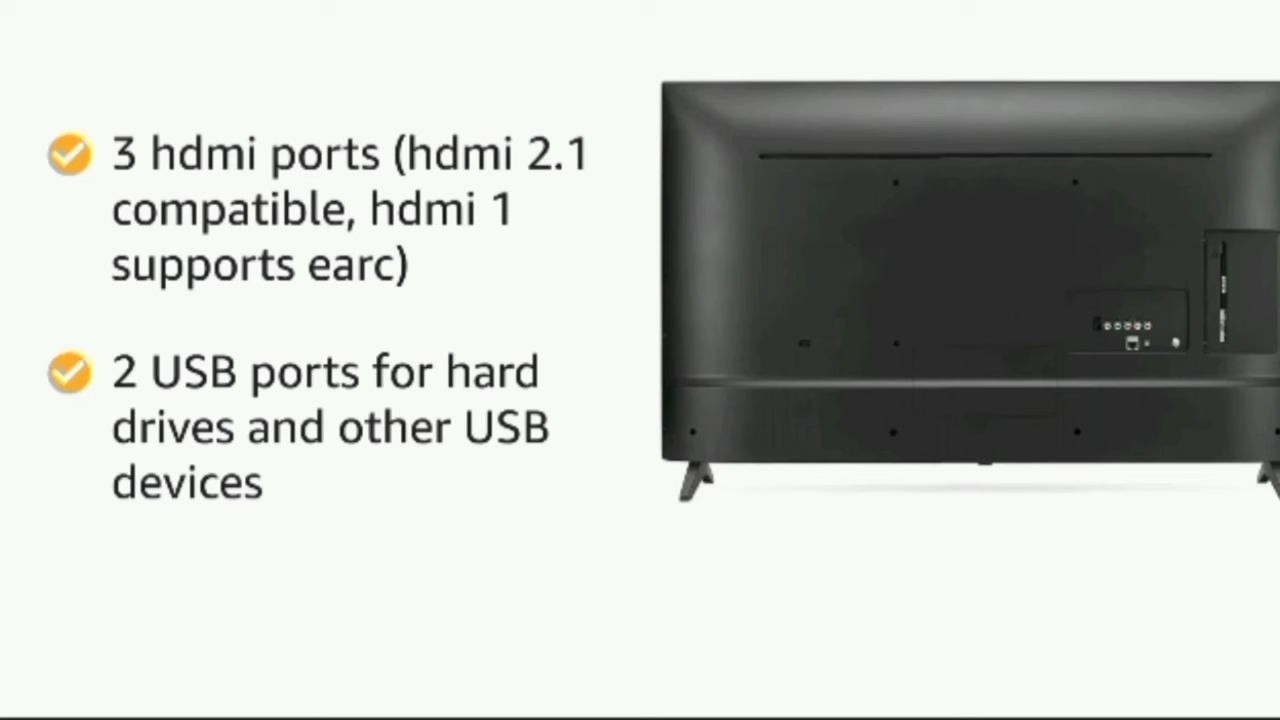 3 hdmi ports (hdmi 2.1
compatible, hdmi 1
supports earc)
2 USB ports for hard
drives and other USB
devices